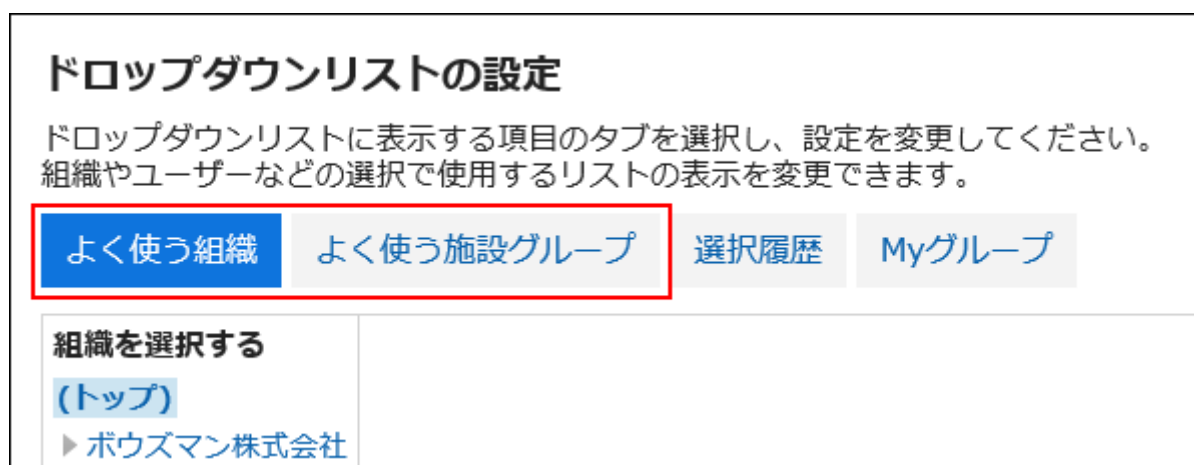 ドロップダウンリストの設定
ドロップダウンリストに表示する項目のタブを選択し、設定を変更してください。
組織やユーザーなどの選択で使用するリストの表示を変更できます。
よく使う組織 よく使う施設グループ 選択履歴 Myグループ
組織を選択する
(トップ)
ボウズマン株式会社